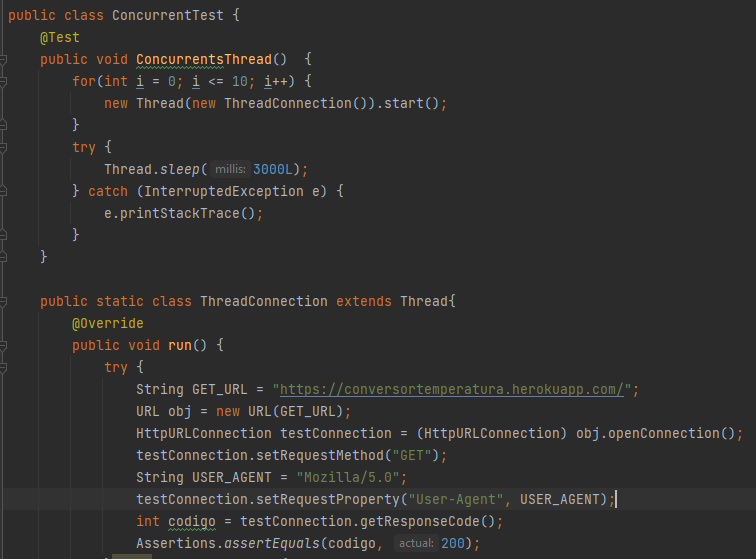 public class ConcurrentTest {
@Test
public void ConcurrentsThread() {
for(int i = 0; i <= 10; i++) {
new Thread(new ThreadConnection()).start();
}
try {
Thread.sleep( millis: 3000L);
} catch (InterruptedException e) {
e.printStackTrace();
}
}
public static class ThreadConnection extends Thread{
@Override
public void run() {
try {
String GET_URL = "https://conversortemperatura.herokuapp.com/";
URL obj = new URL(GET_URL);
HttpURLConnection testConnection = (HttpURLConnection) obj.openConnection();
testConnection.setRequestMethod("GET");
String USER_AGENT = "Mozilla/5.0";
testConnection.setRequestProperty("User-Agent", USER_AGENT);
int codigo = testConnection.getResponseCode();
Assertions.assertEquals(codigo, actual: 200);